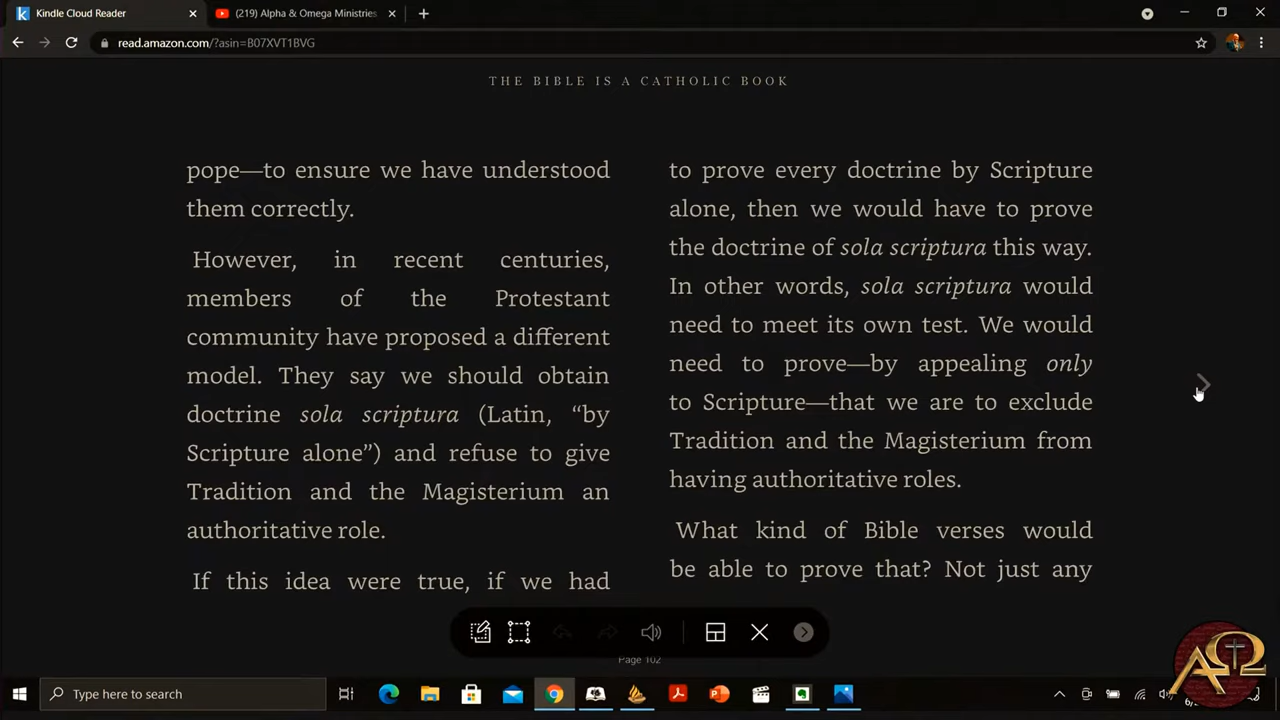 Kindle Cloud Reader
(219) Alpha & Omega Ministries
read.amazon.com/?asin=B07XVT1BVG
THE BIBLE IS A CATHOLIC BOOK
pope—to ensure we have understood
them correctly.
However, in recent centuries,
members of the Protestant
community have proposed a different
model. They say we should obtain
doctrine sola scriptura (Latin, “by
Scripture alone”) and refuse to give
Tradition and the Magisterium an
authoritative role.
If this idea were true, if we had
to prove every doctrine by Scripture
alone, then we would have to prove
the doctrine of sola scriptura this way.
In other words, sola scriptura would
need to meet its own test. We would
need to prove—by appealing only
to Scripture—that we are to exclude
Tradition and the Magisterium from
having authoritative roles.
What kind of Bible verses would
be able to prove that? Not just any
Page 102
Type here to search
ΑΩ